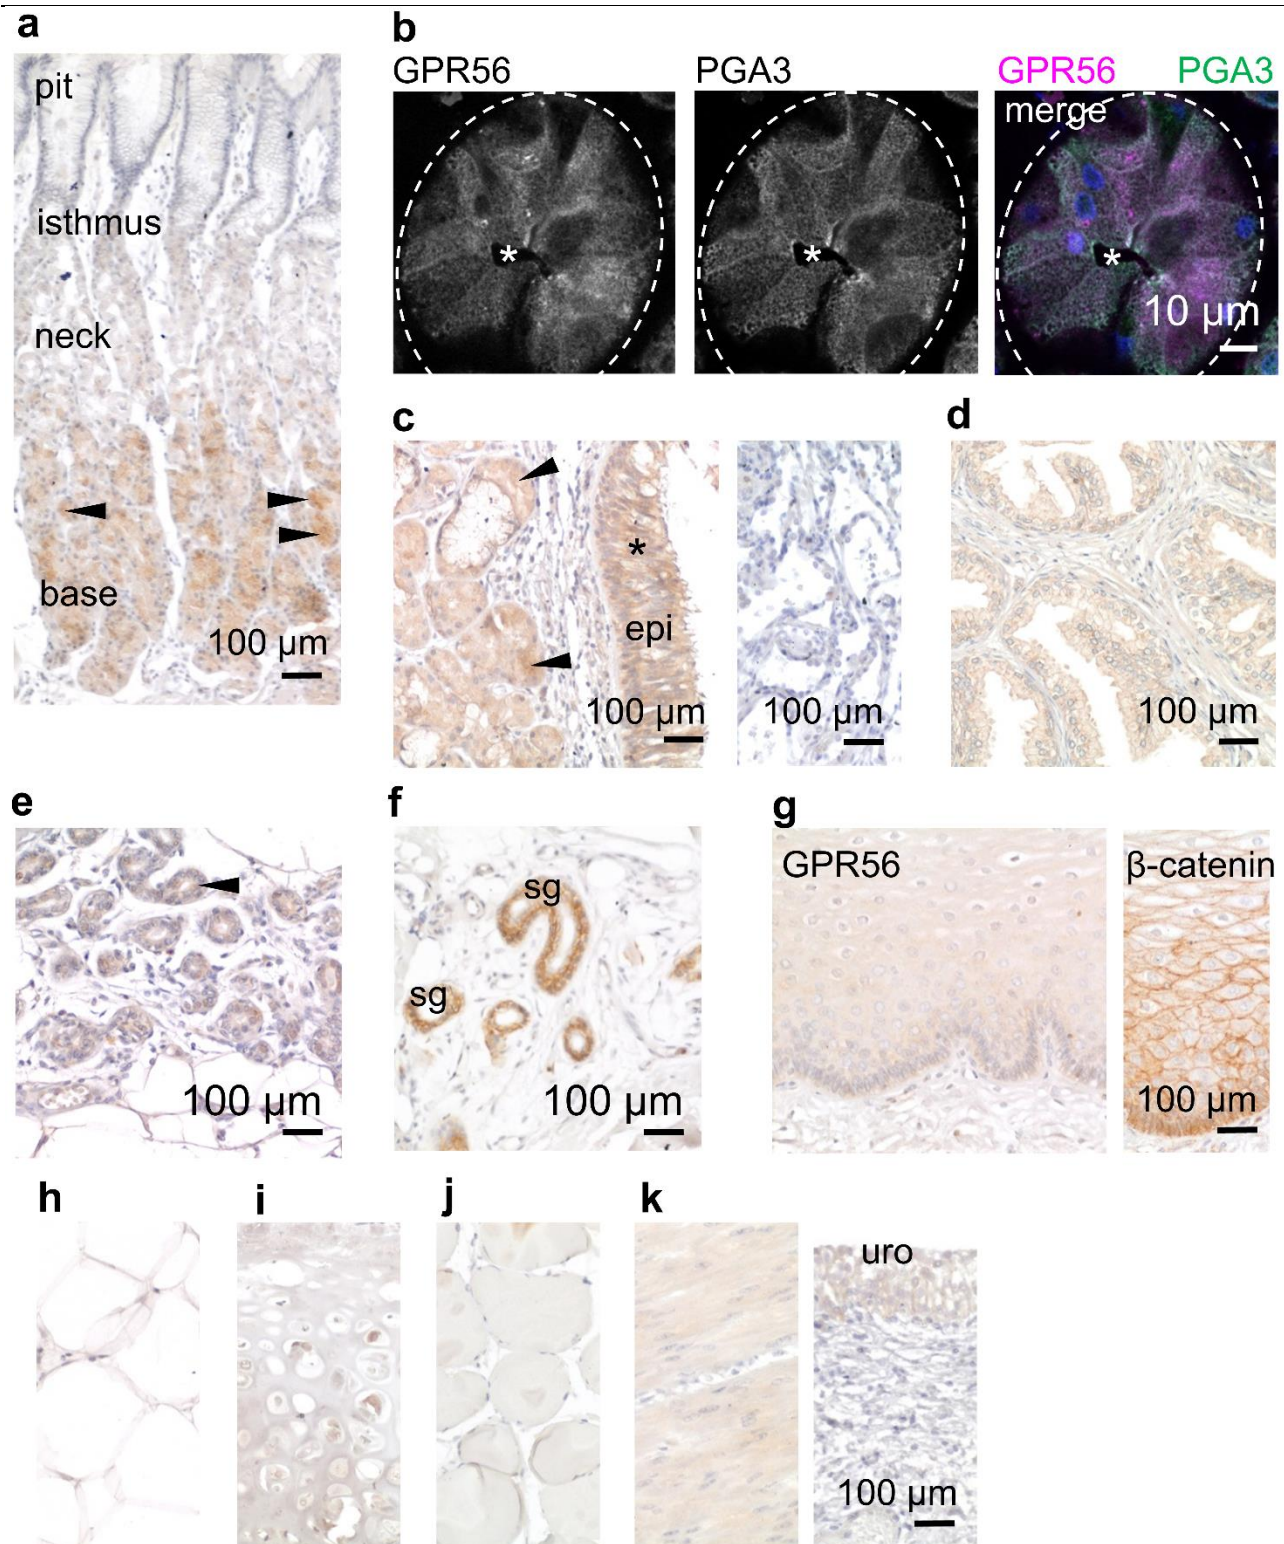 a
pit
isthmus
neck
base
100 µm
b
GPR56
PGA3
GPR56 PGA3
merge
*
*
*
10 µm
c
*
epi
100 µm
100 µm
d
100 µm
e
100 µm
f
sg
sg
100 µm
g
GPR56
β-catenin
100 µm
h
i
j
k
uro
100 µm